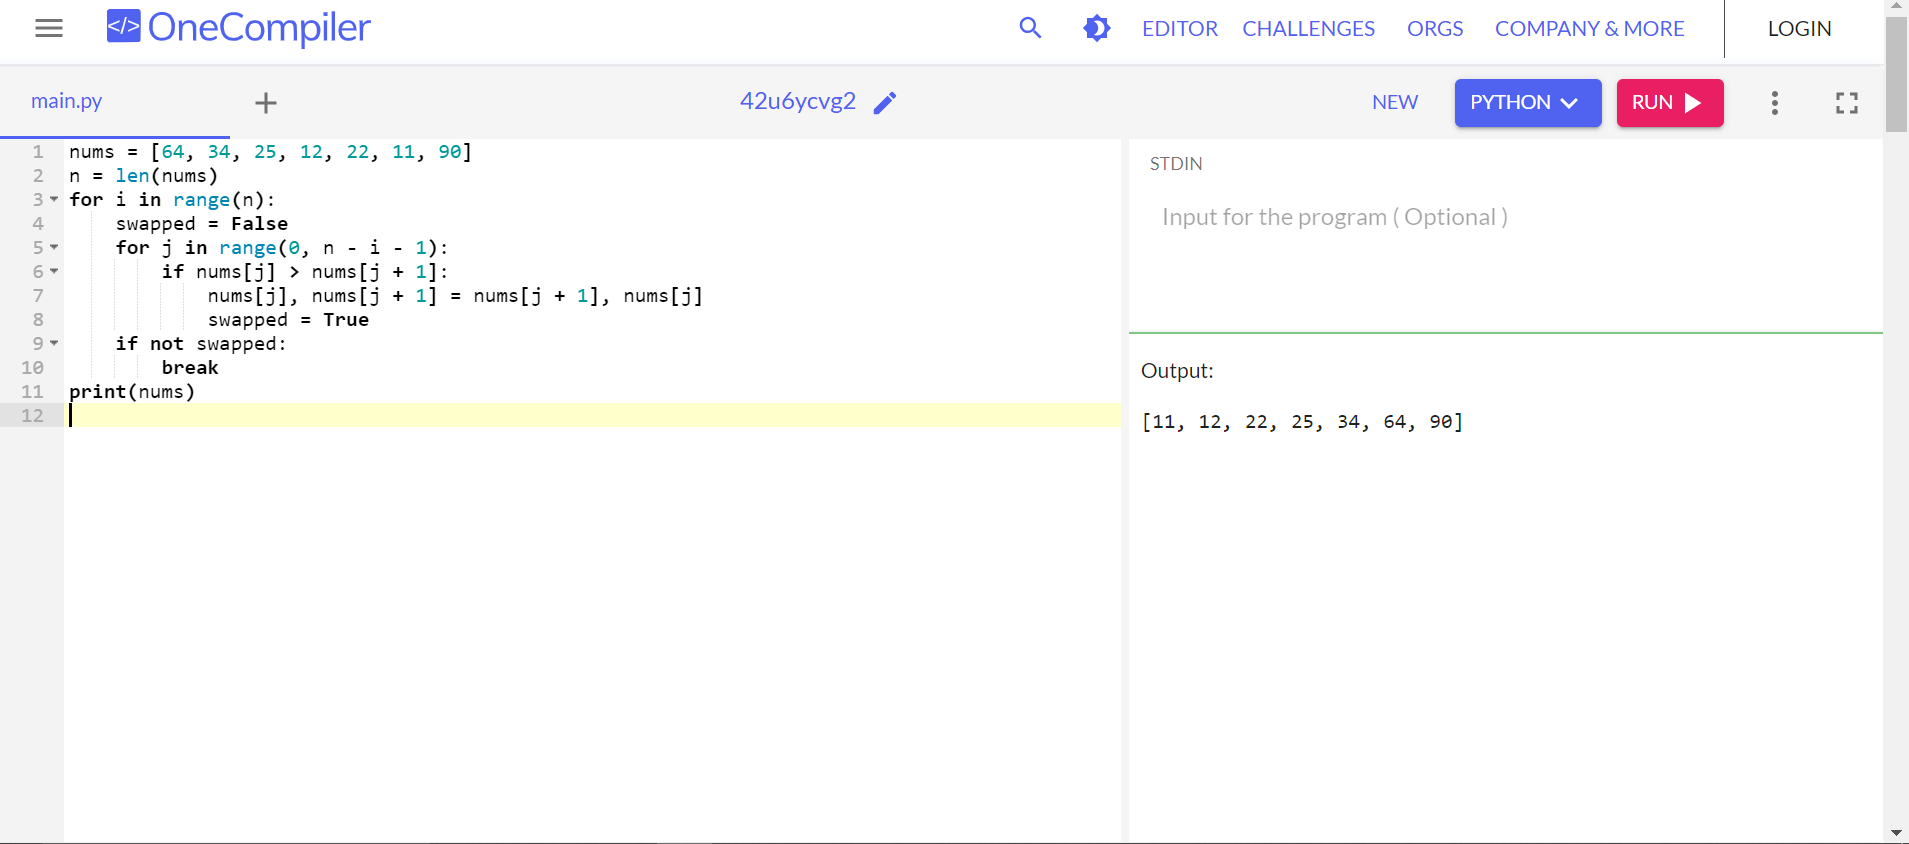 </> OneCompiler
EDITOR CHALLENGES ORGS COMPANY & MORE LOGIN
main.py + 42u6ycvg2 NEW PYTHON RUN
1 nums = [64, 34, 25, 12, 22, 11, 90]
2 n = len(nums)
3 for i in range(n):
4     swapped = False
5     for j in range(0, n - i - 1):
6         if nums[j] > nums[j + 1]:
7             nums[j], nums[j + 1] = nums[j + 1], nums[j]
8             swapped = True
9     if not swapped:
10         break
11 print(nums)
12
STDIN
Input for the program ( Optional )
Output:
[11, 12, 22, 25, 34, 64, 90]